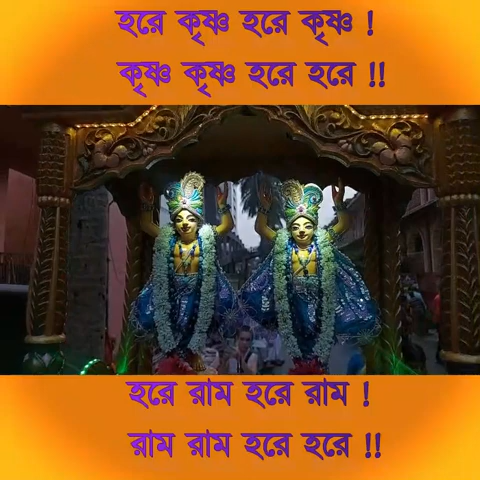 হরে কৃষ্ণ হরে কৃষ্ণ !
কৃষ্ণ কৃষ্ণ হরে হরে !!
হরে রাম হরে রাম !
রাম রাম হরে হরে !!